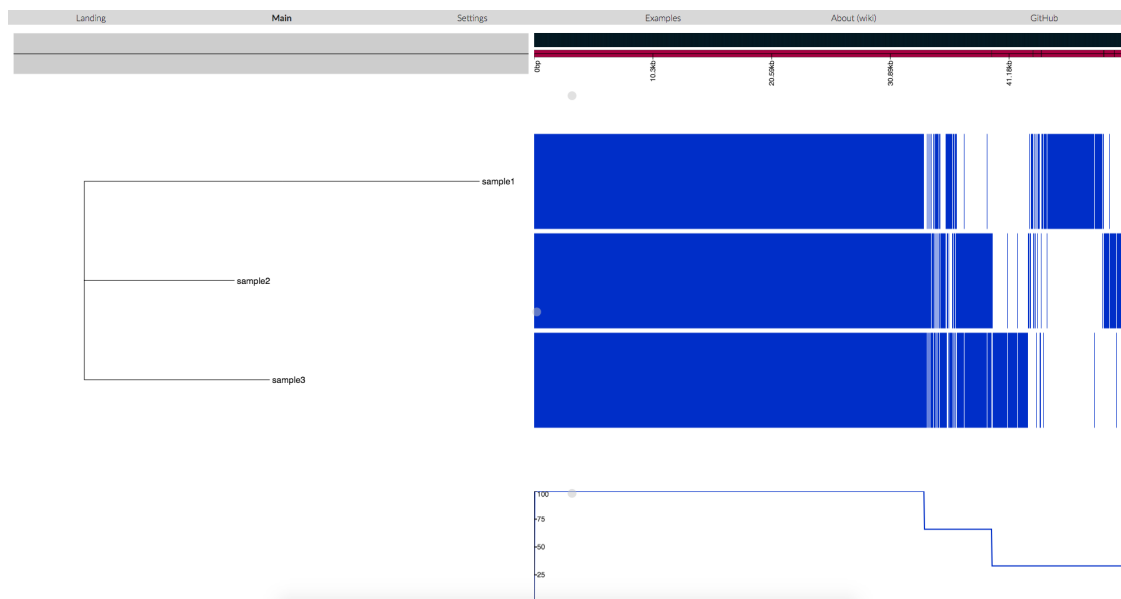 Landing Main Settings Examples About (wiki) GitHub
0bp 10.3kb 20.59kb 30.89kb 41.18kb
sample1
sample2
sample3
100
75
50
25